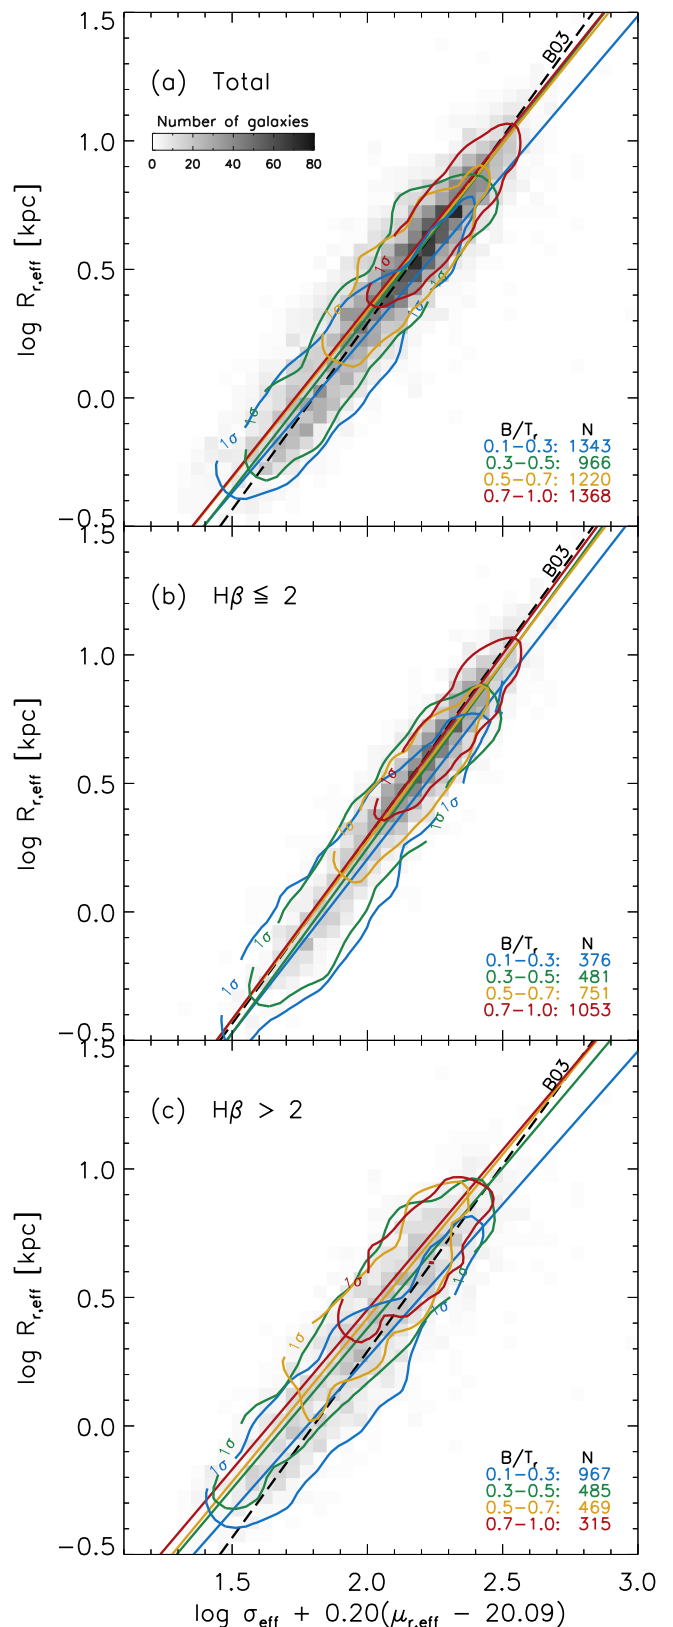 1.5
B03
(a) Total
Number of galaxies
0 20 40 60 80
1.0
log R_r,eff [kpc]
0.5
1σ
1σ
1σ
1σ
0.0
1σ
1σ
B/T_r N
0.1−0.3: 1343
0.3−0.5: 966
0.5−0.7: 1220
0.7−1.0: 1368
−0.5
1.5
B03
(b) Hβ ≦ 2
1.0
log R_r,eff [kpc]
0.5
1σ
1σ
1σ
1σ
0.0
1σ
1σ
B/T_r N
0.1−0.3: 376
0.3−0.5: 481
0.5−0.7: 751
0.7−1.0: 1053
−0.5
1.5
B03
(c) Hβ > 2
1.0
log R_r,eff [kpc]
0.5
1σ
1σ
1σ
1σ
0.0
1σ
1σ
B/T_r N
0.1−0.3: 967
0.3−0.5: 485
0.5−0.7: 469
0.7−1.0: 315
−0.5
1.5 2.0 2.5 3.0
log σ_eff + 0.20(μ_r,eff − 20.09)